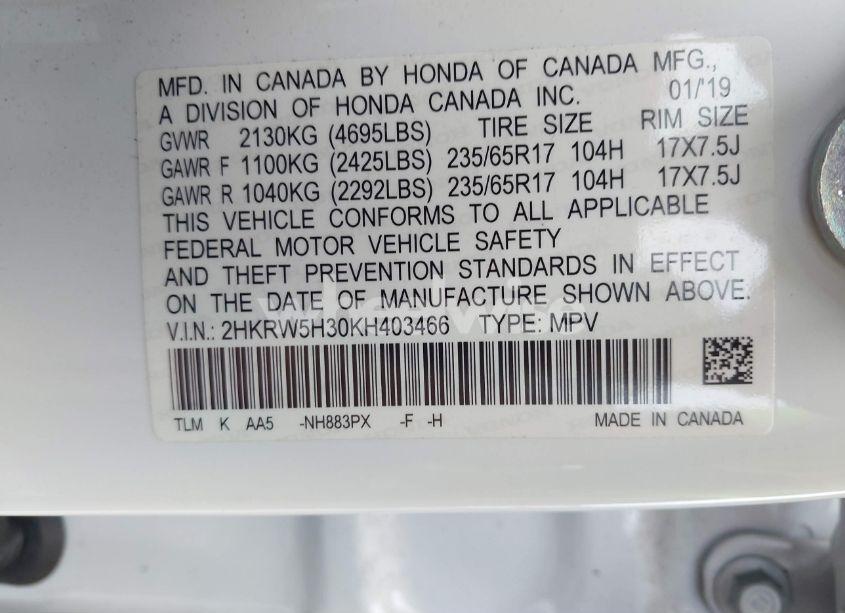 MFD. IN CANADA BY HONDA OF CANADA MFG.,
A DIVISION OF HONDA CANADA INC. 01/'19
GVWR 2130KG (4695LBS) TIRE SIZE RIM SIZE
GAWR F 1100KG (2425LBS) 235/65R17 104H 17X7.5J
GAWR R 1040KG (2292LBS) 235/65R17 104H 17X7.5J
THIS VEHICLE CONFORMS TO ALL APPLICABLE
FEDERAL MOTOR VEHICLE SAFETY
AND THEFT PREVENTION STANDARDS IN EFFECT
ON THE DATE OF MANUFACTURE SHOWN ABOVE.
V.I.N.: 2HKRW5H30KH403466 TYPE: MPV
TLM K AA5 -NH883PX -F -H MADE IN CANADA